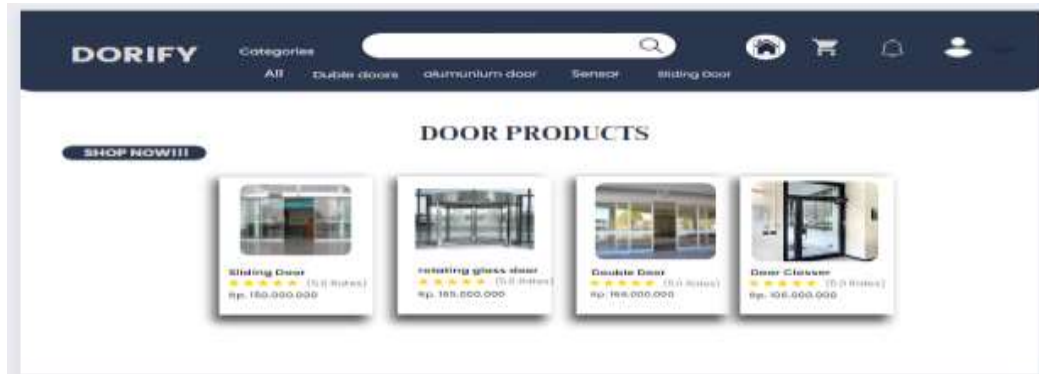 DORIFY
Categories
All Duble doors alumunium door Sensor Sliding Door
DOOR PRODUCTS
SHOP NOW!!!
Sliding Door
(5.0 Rates)
Rp. 150.000.000
rotating glass door
(5.0 Rates)
Rp. 165.000.000
Double Door
(5.0 Rates)
Rp. 166.000.000
Door Closser
(5.0 Rates)
Rp. 106.000.000